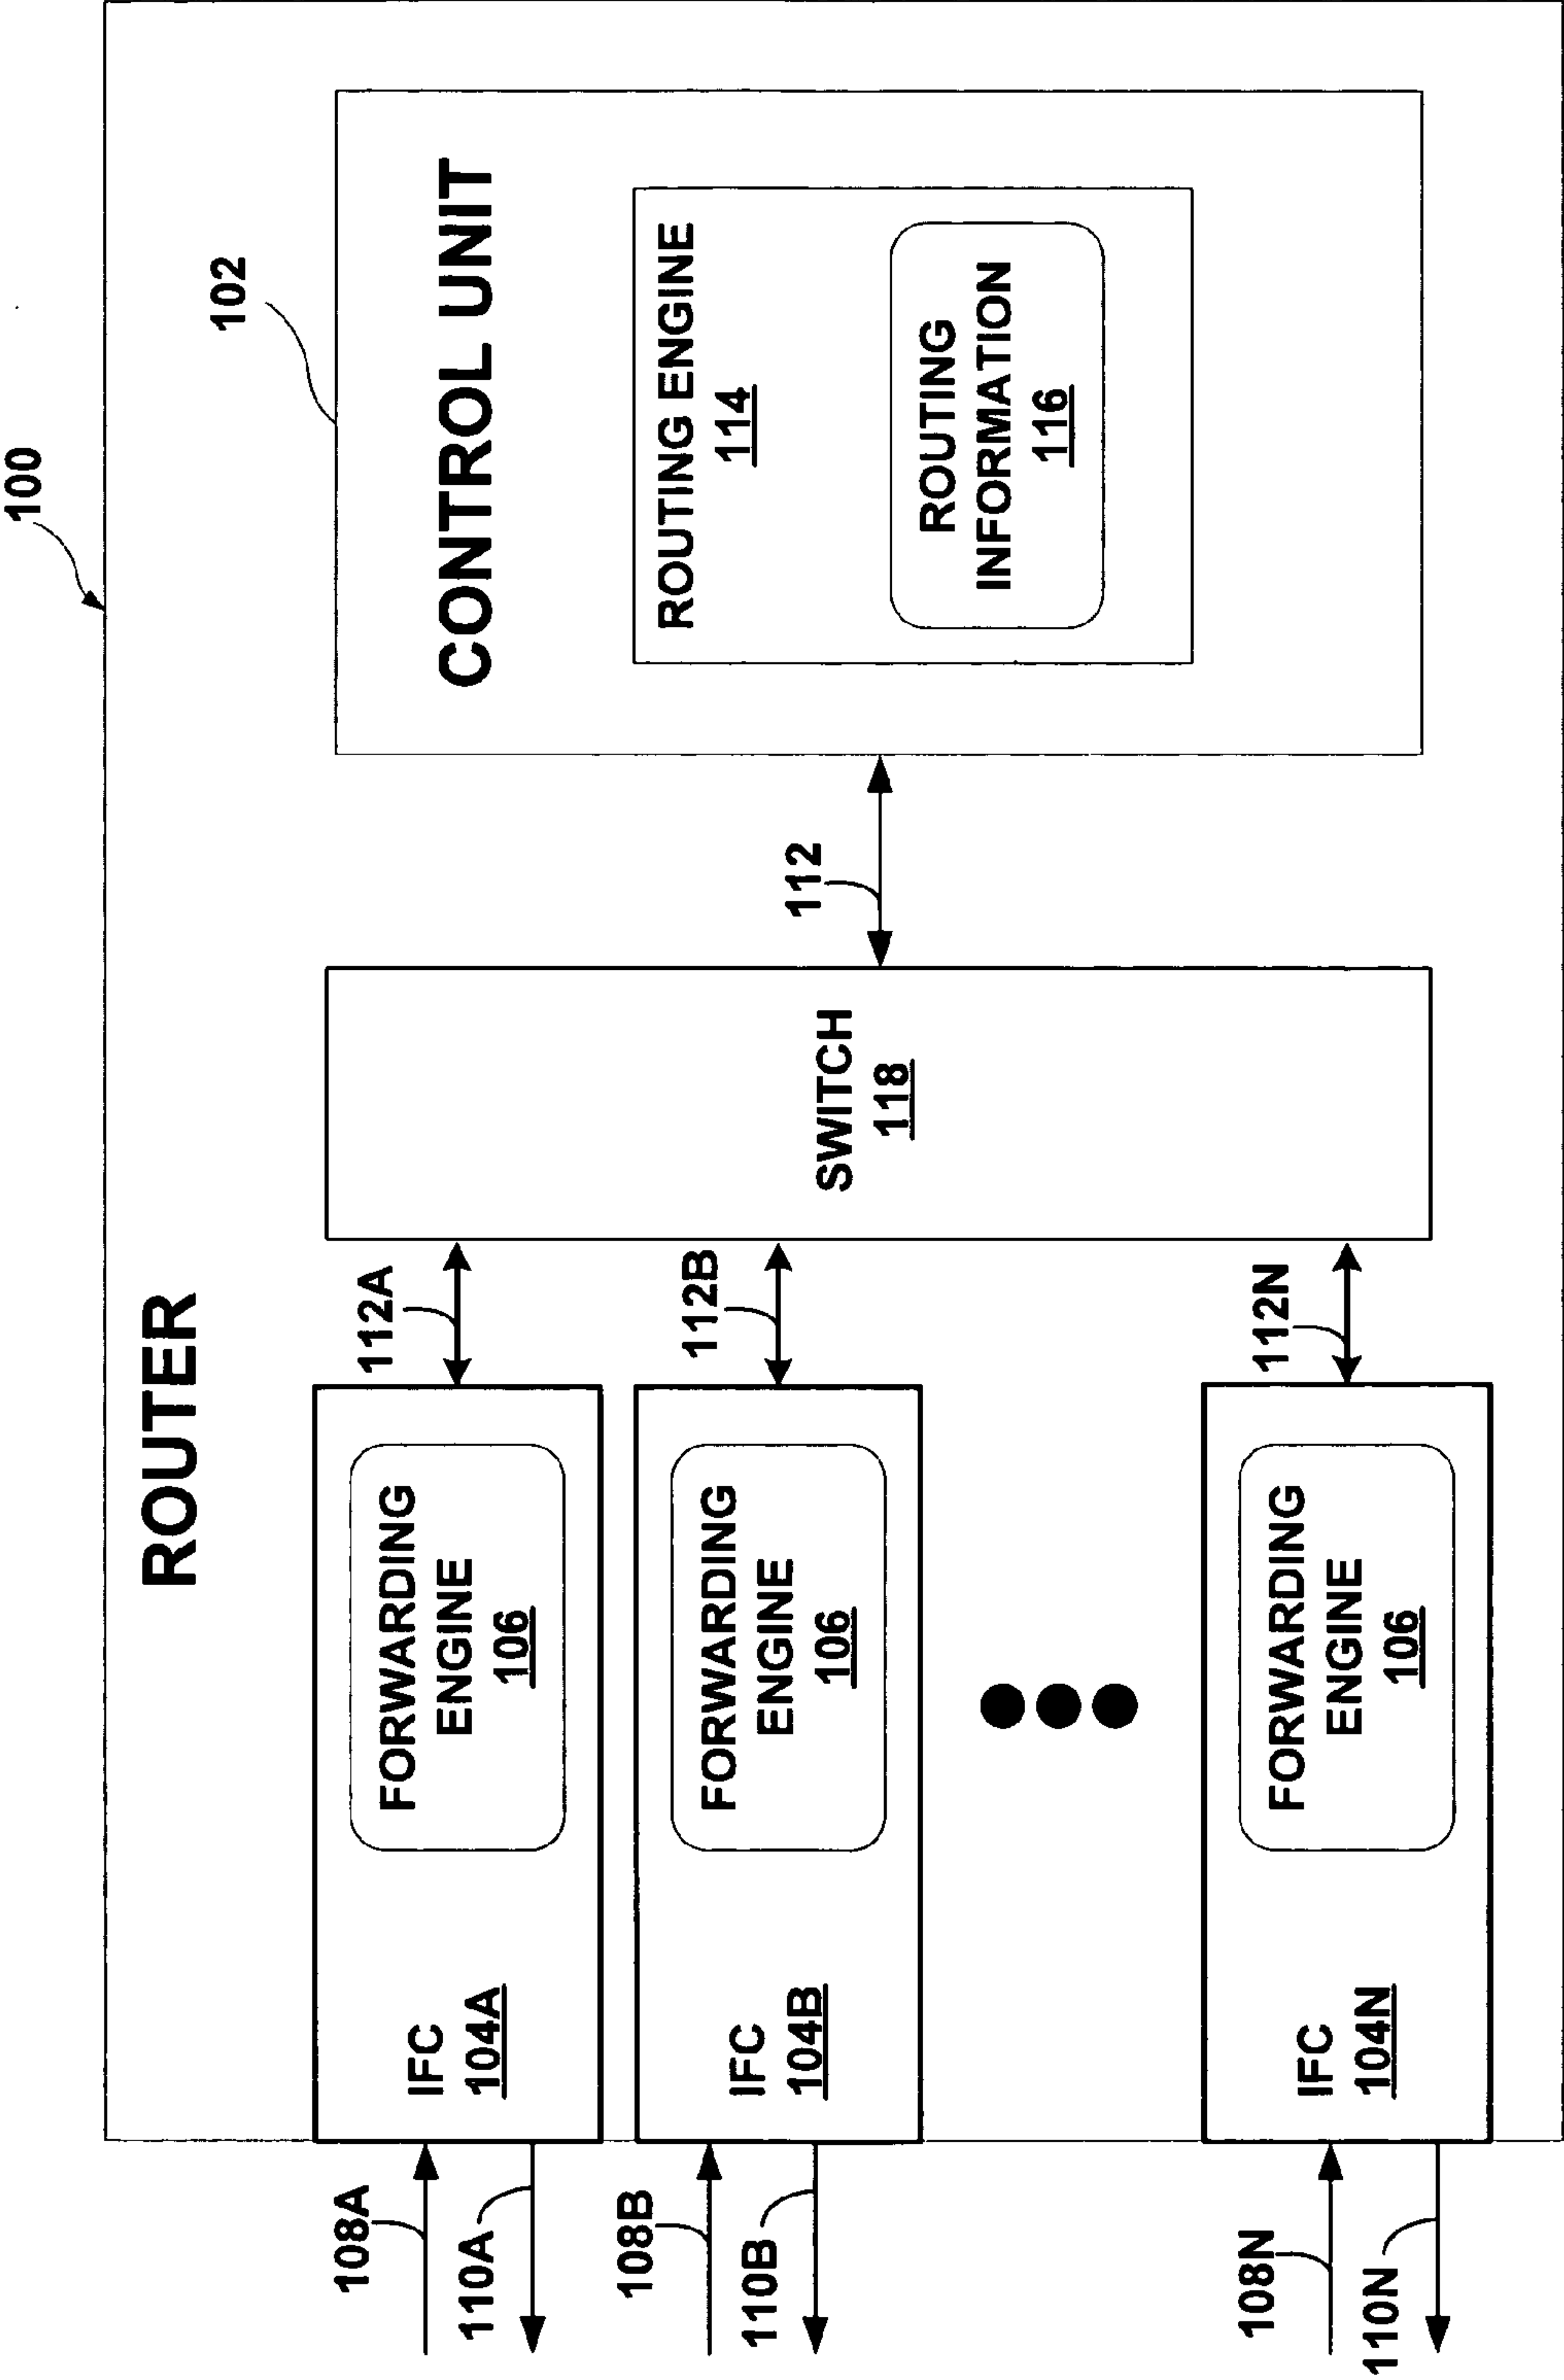 100
ROUTER
102
CONTROL UNIT
ROUTING ENGINE
114
ROUTING
INFORMATION
116
112
SWITCH
118
112A
112B
112N
FORWARDING
ENGINE
106
IFC
104A
108A
110A
FORWARDING
ENGINE
106
IFC
104B
108B
110B
FORWARDING
ENGINE
106
IFC
104N
108N
110N